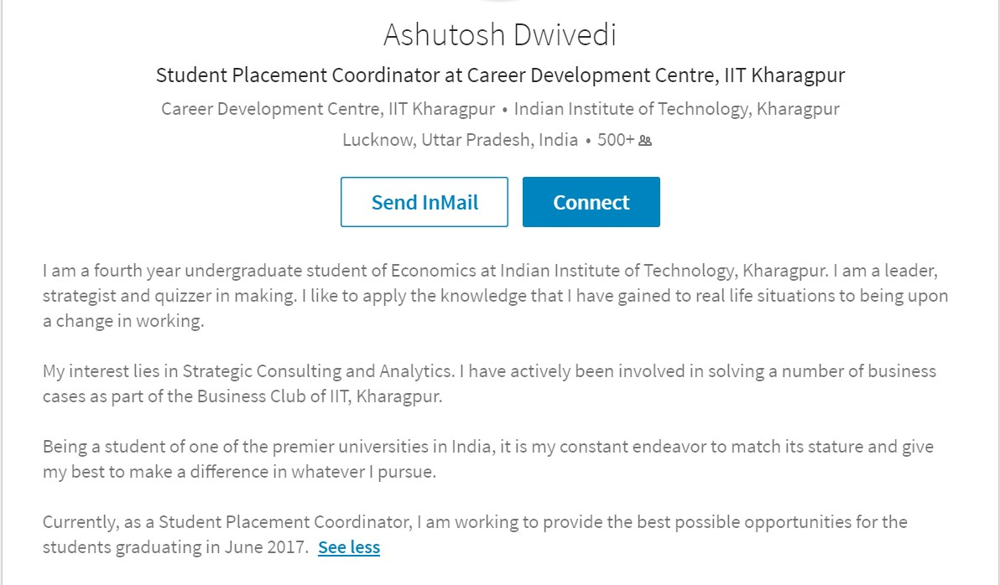 Ashutosh Dwivedi
Student Placement Coordinator at Career Development Centre, IIT Kharagpur
Career Development Centre, IIT Kharagpur • Indian Institute of Technology, Kharagpur
Lucknow, Uttar Pradesh, India • 500+
Send InMail
Connect
I am a fourth year undergraduate student of Economics at Indian Institute of Technology, Kharagpur. I am a leader,
strategist and quizzer in making. I like to apply the knowledge that I have gained to real life situations to being upon
a change in working.
My interest lies in Strategic Consulting and Analytics. I have actively been involved in solving a number of business
cases as part of the Business Club of IIT, Kharagpur.
Being a student of one of the premier universities in India, it is my constant endeavor to match its stature and give
my best to make a difference in whatever I pursue.
Currently, as a Student Placement Coordinator, I am working to provide the best possible opportunities for the
students graduating in June 2017. See less